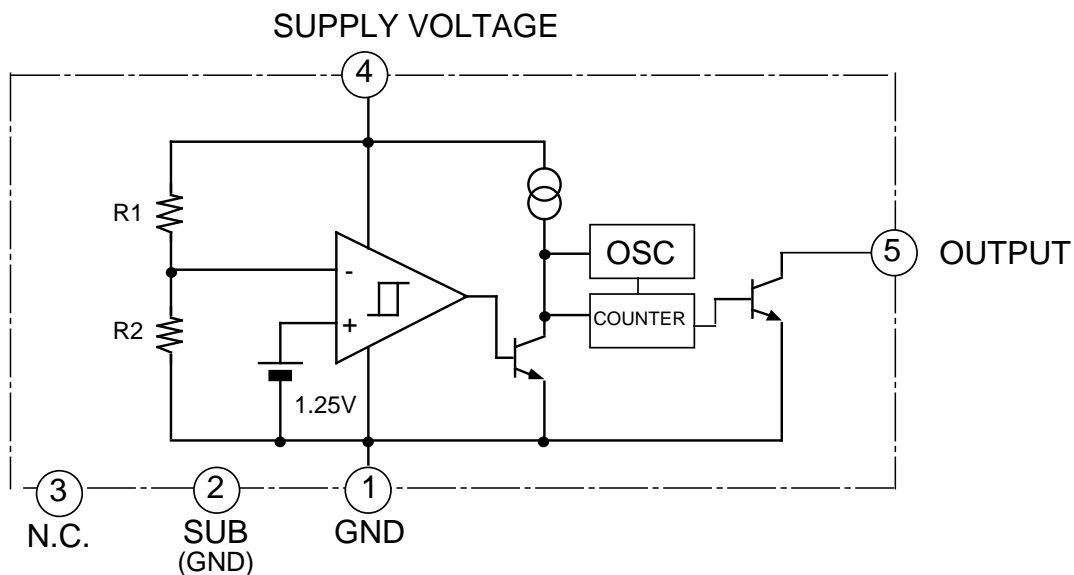 SUPPLY VOLTAGE
4
R1
-
OSC
5 OUTPUT
R2
+
COUNTER
1.25V
3
2
1
N.C.
SUB
GND
(GND)